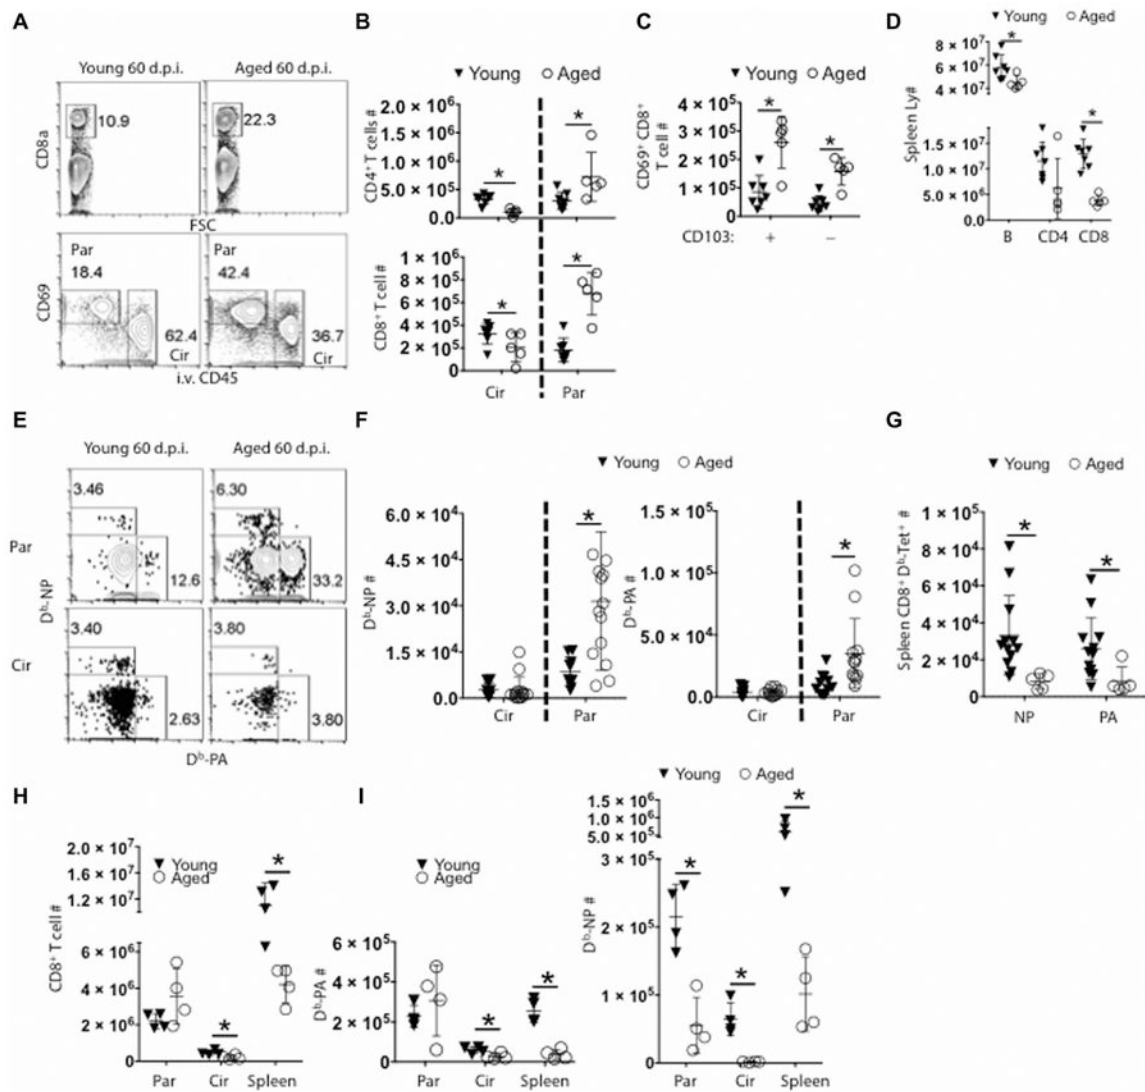 A
Young 60 d.p.i. Aged 60 d.p.i.
CD8a
10.9 22.3
FSC
Par Par
18.4 42.4
CD69
62.4 36.7
Cir Cir
i.v. CD45
B
Young Aged
CD4⁺ T cells #
2.0 × 10⁶
1.5 × 10⁶
1.0 × 10⁶
5.0 × 10⁵
0.0
CD8⁺ T cell #
1 × 10⁶
8 × 10⁵
6 × 10⁵
4 × 10⁵
2 × 10⁵
0
* * * *
Cir Par
C
Young Aged
CD69⁺ CD8⁺
T cell #
4 × 10⁵
3 × 10⁵
2 × 10⁵
1 × 10⁵
0.0
* *
CD103: + −
D
Young Aged
Spleen Ly#
8 × 10⁷
6 × 10⁷
4 × 10⁷
1.5 × 10⁷
1.0 × 10⁷
5.0 × 10⁶
0.0
* *
B CD4 CD8
E
Young 60 d.p.i. Aged 60 d.p.i.
3.46 6.30
Par
12.6 33.2
Dᵇ-NP
3.40 3.80
Cir
2.63 3.80
Dᵇ-PA
F
Young Aged
Dᵇ-NP #
6.0 × 10⁴
4.5 × 10⁴
3.0 × 10⁴
1.5 × 10⁴
0.0
*
Cir Par
Dᵇ-PA #
1.5 × 10⁵
1.0 × 10⁵
5.0 × 10⁴
0.0
*
Cir Par
G
Young Aged
Spleen CD8⁺ Dᵇ-Tet⁺ #
1 × 10⁵
8 × 10⁴
6 × 10⁴
4 × 10⁴
2 × 10⁴
0
* *
NP PA
H
Young
Aged
CD8⁺ T cell #
2.0 × 10⁷
1.6 × 10⁷
1.2 × 10⁷
6 × 10⁶
4 × 10⁶
2 × 10⁶
0
* *
Par Cir Spleen
I
Young
Aged
Dᵇ-PA #
6 × 10⁵
4 × 10⁵
2 × 10⁵
0
* *
Par Cir Spleen
Young Aged
Dᵇ-NP #
1.5 × 10⁶
1.0 × 10⁶
5.0 × 10⁵
3 × 10⁵
2 × 10⁵
1 × 10⁵
0
* * *
Par Cir Spleen